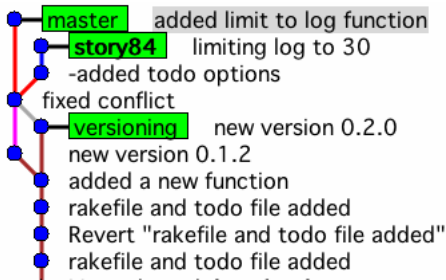 master added limit to log function
story84 limiting log to 30
-added todo options
fixed conflict
versioning new version 0.2.0
new version 0.1.2
added a new function
rakefile and todo file added
Revert "rakefile and todo file added"
rakefile and todo file added